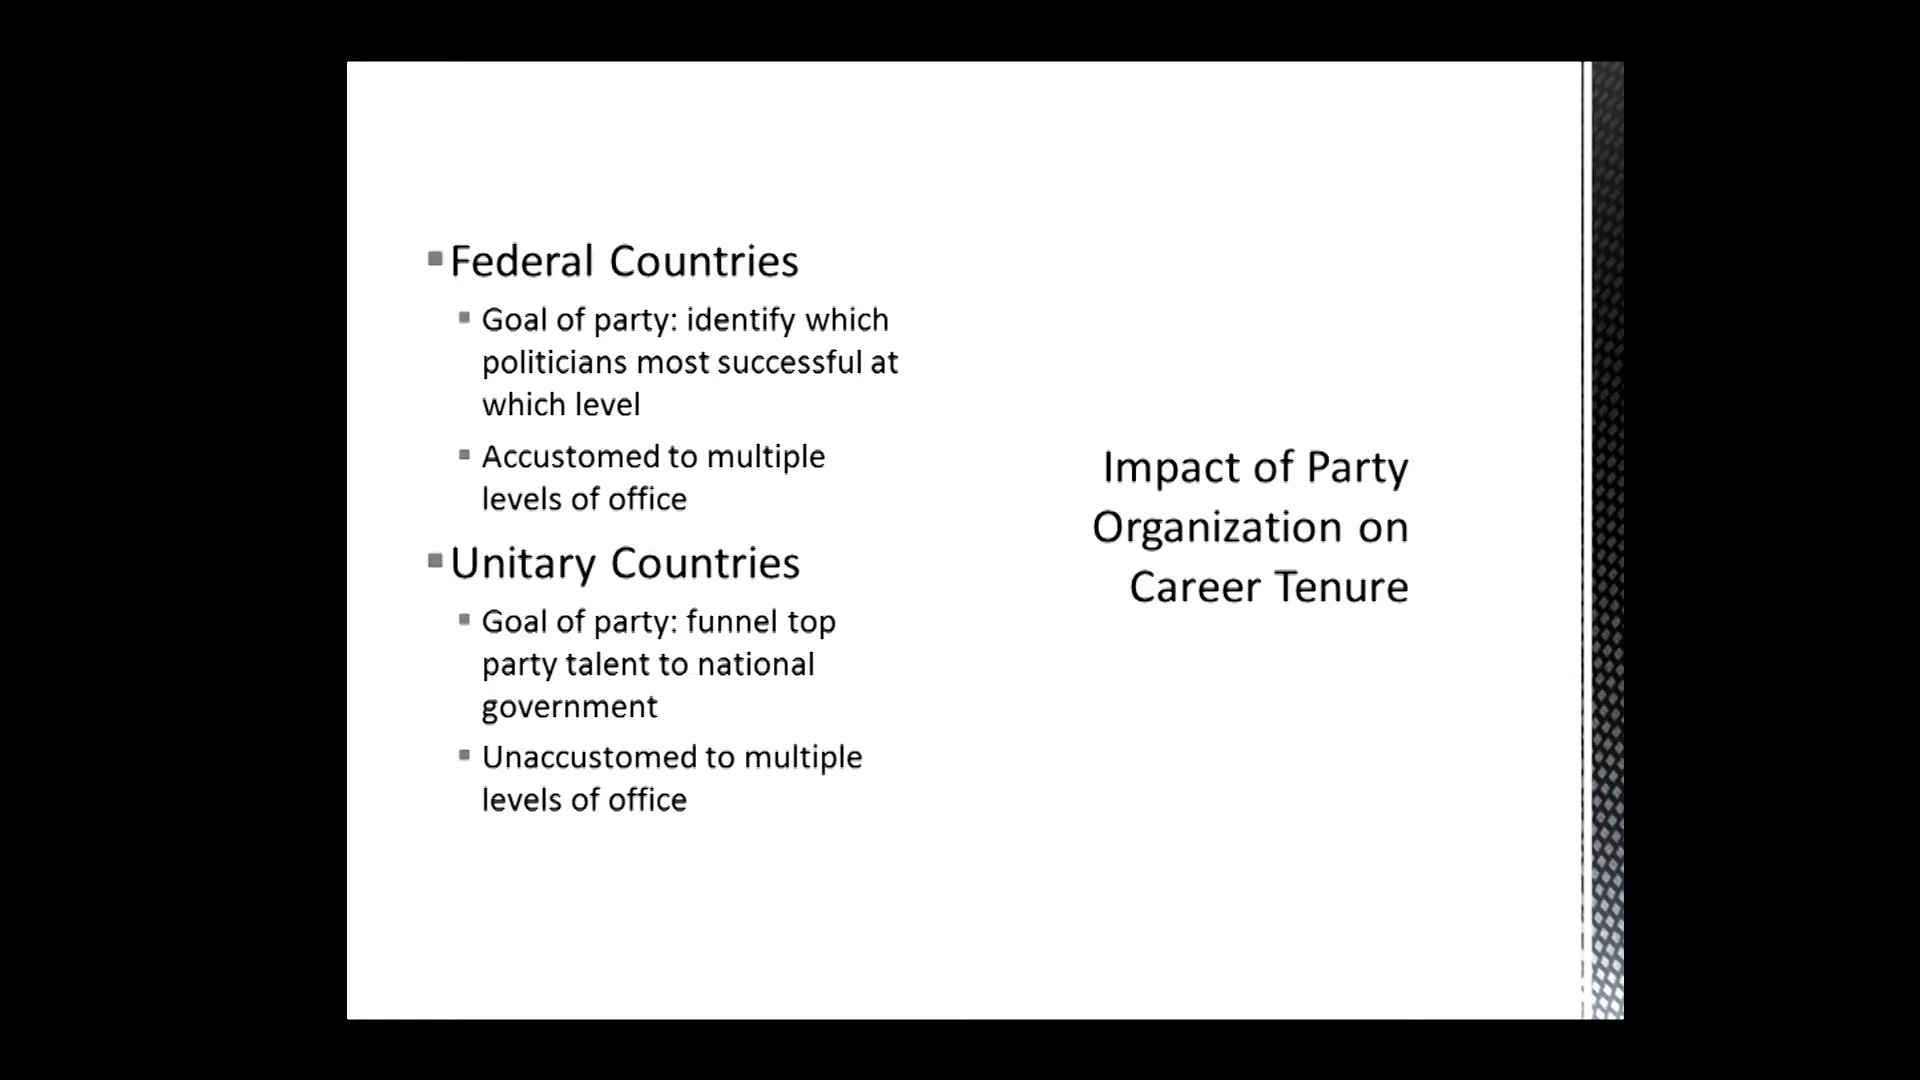 Federal Countries
Goal of party: identify which
politicians most successful at
which level
Accustomed to multiple
levels of office
Unitary Countries
Goal of party: funnel top
party talent to national
government
Unaccustomed to multiple
levels of office
Impact of Party
Organization on
Career Tenure